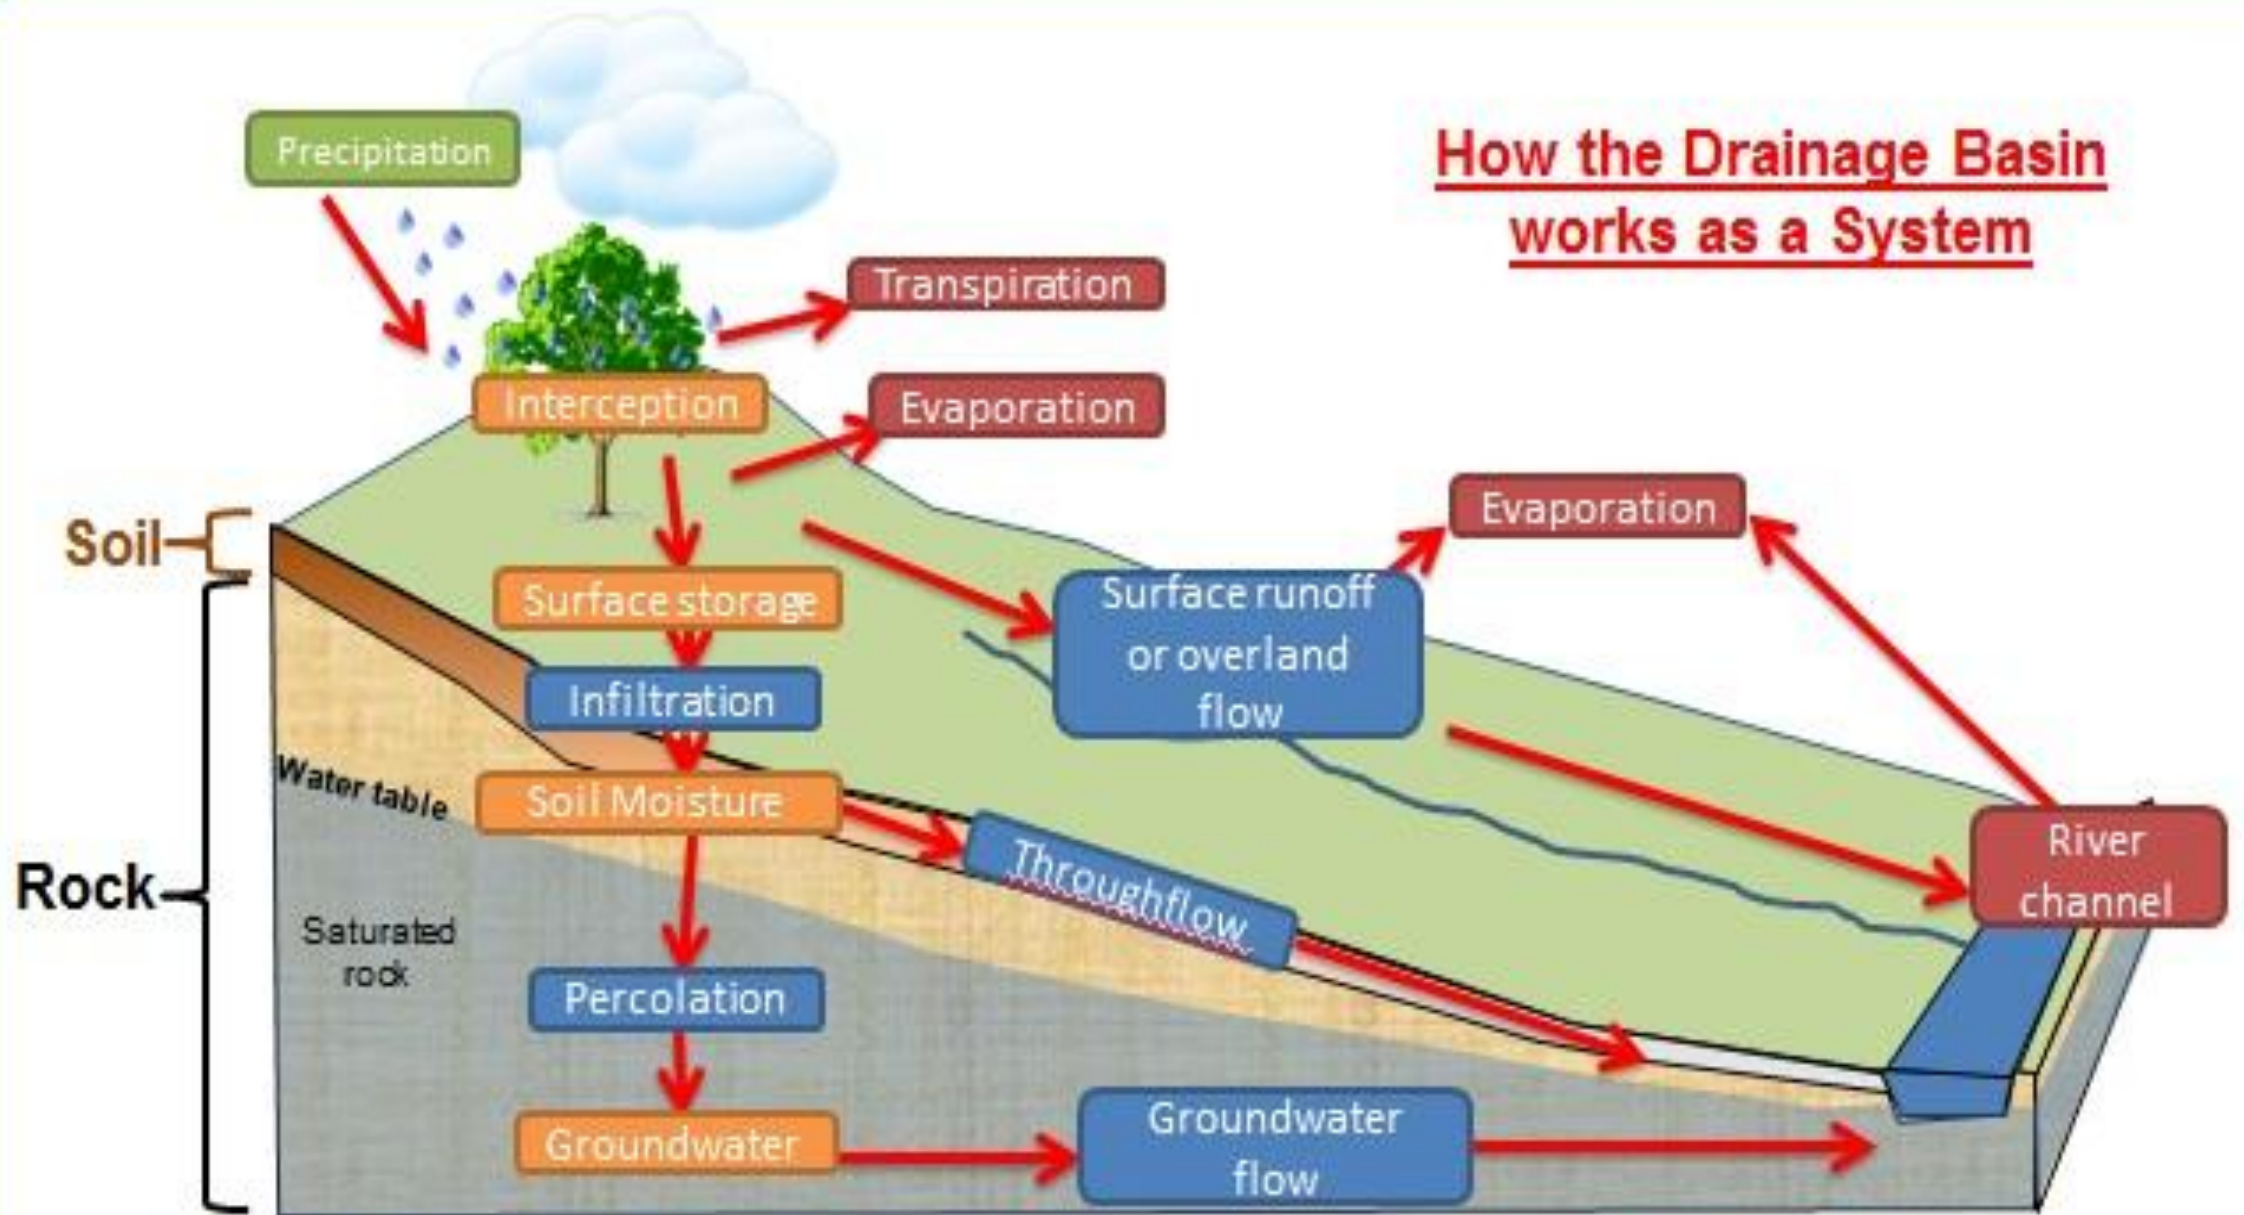 How the Drainage Basin
works as a System
Precipitation
Transpiration
Interception
Evaporation
Evaporation
Soil
Surface storage
Surface runoff
or overland
flow
Infiltration
Water table
Soil Moisture
Throughflow
River
channel
Rock
Saturated
rock
Percolation
Groundwater
Groundwater
flow